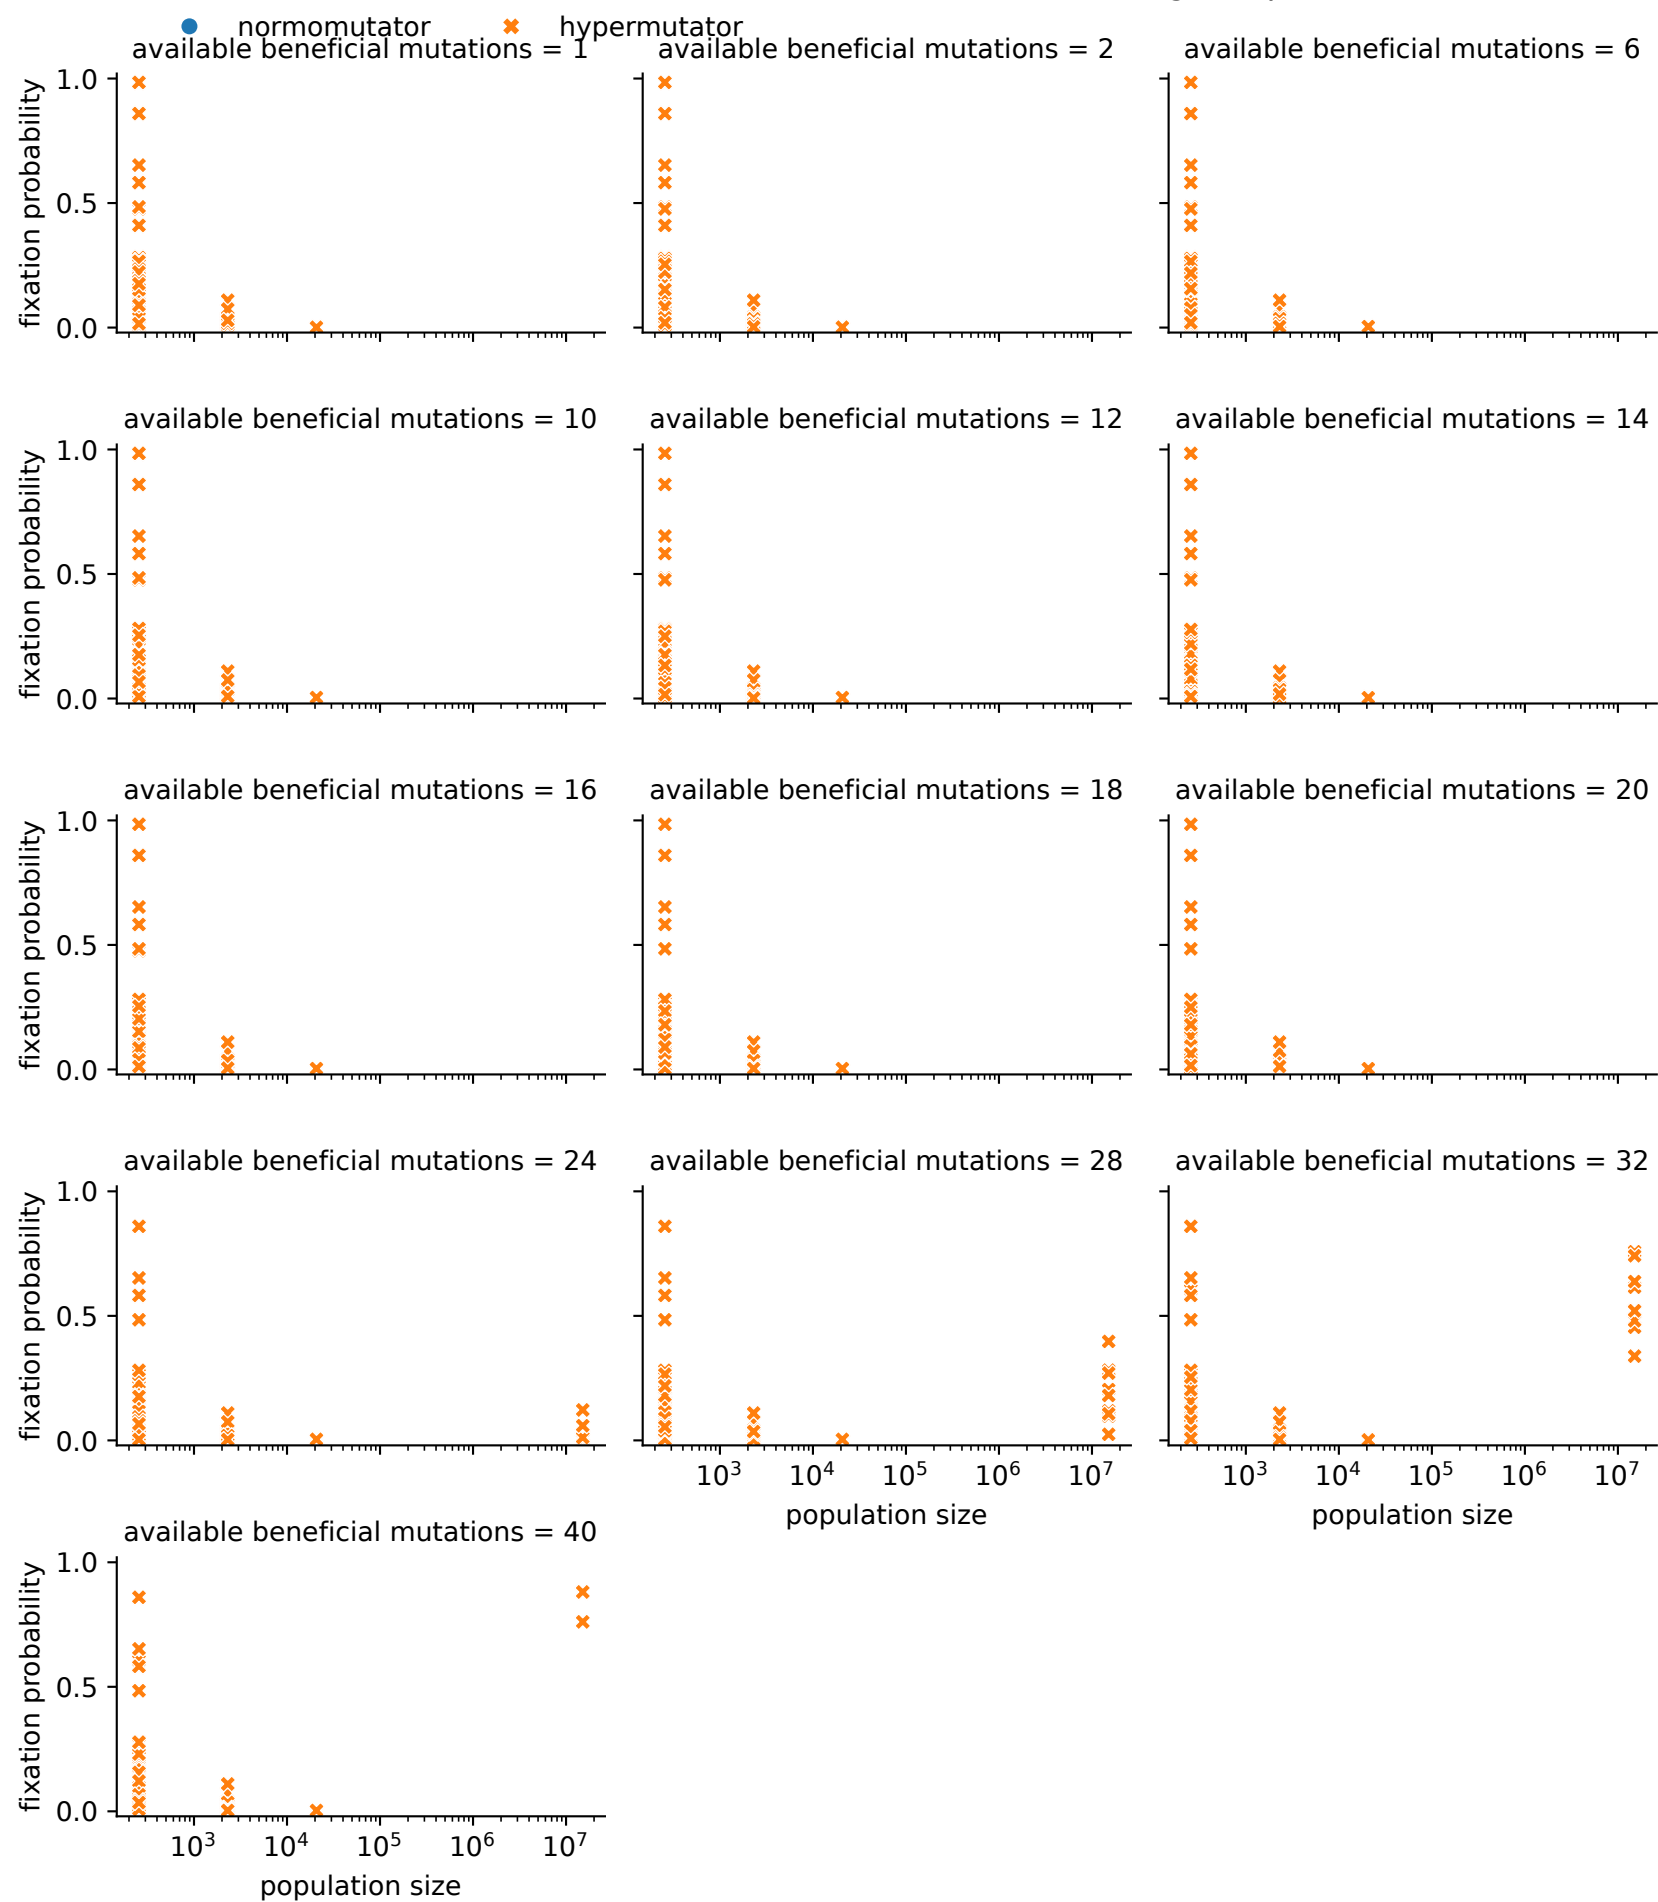 normomutator hypermutator
available beneficial mutations = 1 available beneficial mutations = 2 available beneficial mutations = 6
fixation probability
1.0
0.5
0.0
available beneficial mutations = 10 available beneficial mutations = 12 available beneficial mutations = 14
fixation probability
1.0
0.5
0.0
available beneficial mutations = 16 available beneficial mutations = 18 available beneficial mutations = 20
fixation probability
1.0
0.5
0.0
available beneficial mutations = 24 available beneficial mutations = 28 available beneficial mutations = 32
fixation probability
1.0
0.5
0.0
10³ 10⁴ 10⁵ 10⁶ 10⁷ 10³ 10⁴ 10⁵ 10⁶ 10⁷
population size population size
available beneficial mutations = 40
fixation probability
1.0
0.5
0.0
10³ 10⁴ 10⁵ 10⁶ 10⁷
population size